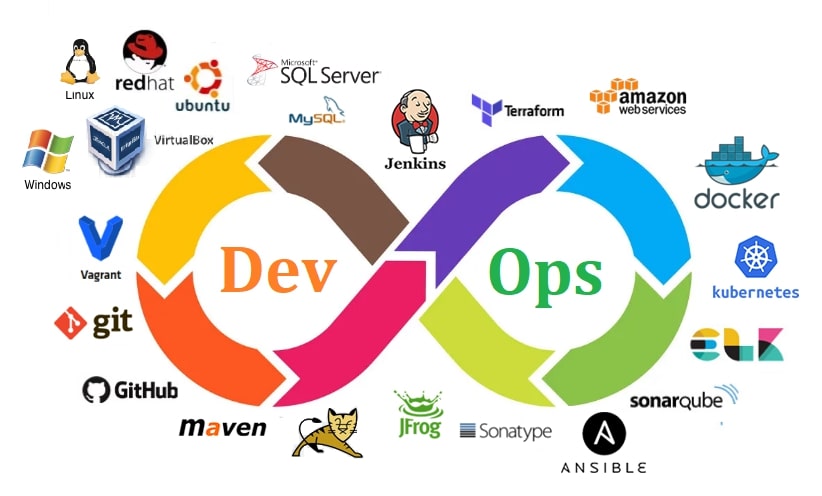 Linux
redhat
ubuntu
Microsoft®
SQL Server
MySQL
Jenkins
Terraform
amazon
web services
Windows
VirtualBox
docker
Vagrant
Dev
Ops
kubernetes
git
ELK
GitHub
maven
JFrog
Sonatype
sonarqube
ANSIBLE